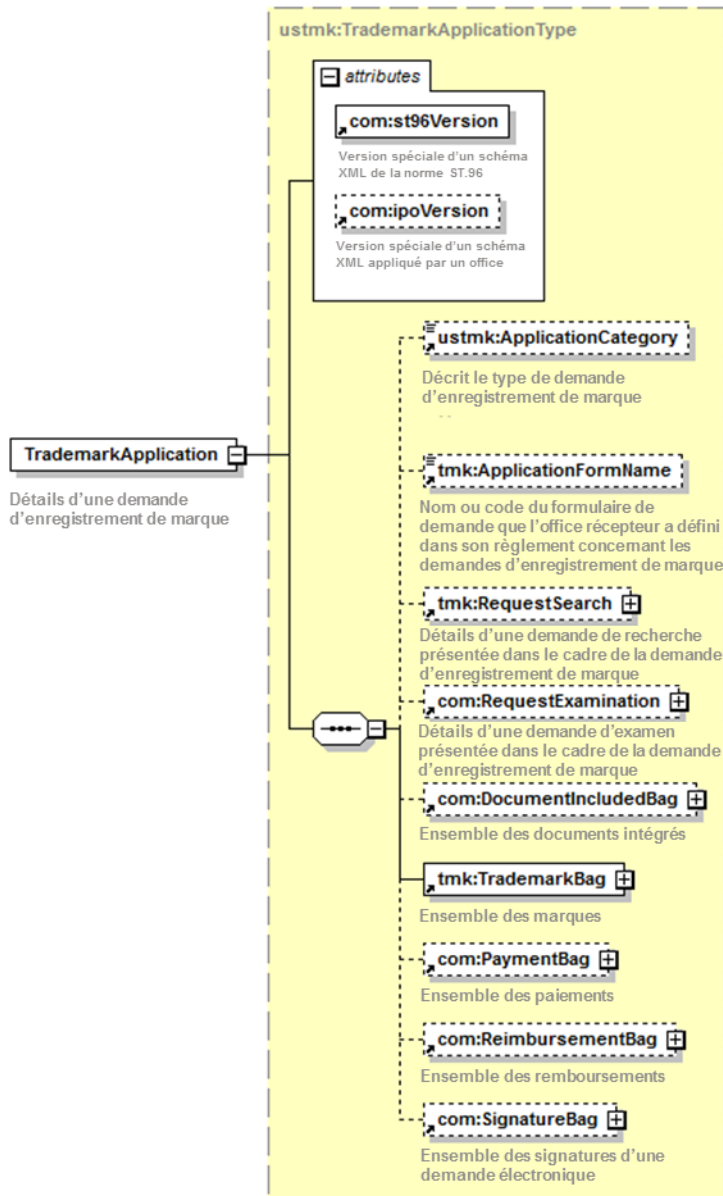 ustmk:TrademarkApplicationType
attributes
com:st96Version
Version spéciale d'un schéma
XML de la norme ST.96
com:ipoVersion
Version spéciale d'un schéma
XML appliqué par un office
ustmk:ApplicationCategory
Décrit le type de demande
d'enregistrement de marque
TrademarkApplication
Détails d'une demande
d'enregistrement de marque
tmk:ApplicationFormName
Nom ou code du formulaire de
demande que l'office récepteur a défini
dans son règlement concernant les
demandes d'enregistrement de marque
tmk:RequestSearch
Détails d'une demande de recherche
présentée dans le cadre de la demande
d'enregistrement de marque
com:RequestExamination
Détails d'une demande d'examen
présentée dans le cadre de la demande
d'enregistrement de marque
com:DocumentIncludedBag
Ensemble des documents intégrés
tmk:TrademarkBag
Ensemble des marques
com:PaymentBag
Ensemble des paiements
com:ReimbursementBag
Ensemble des remboursements
com:SignatureBag
Ensemble des signatures d'une
demande électronique